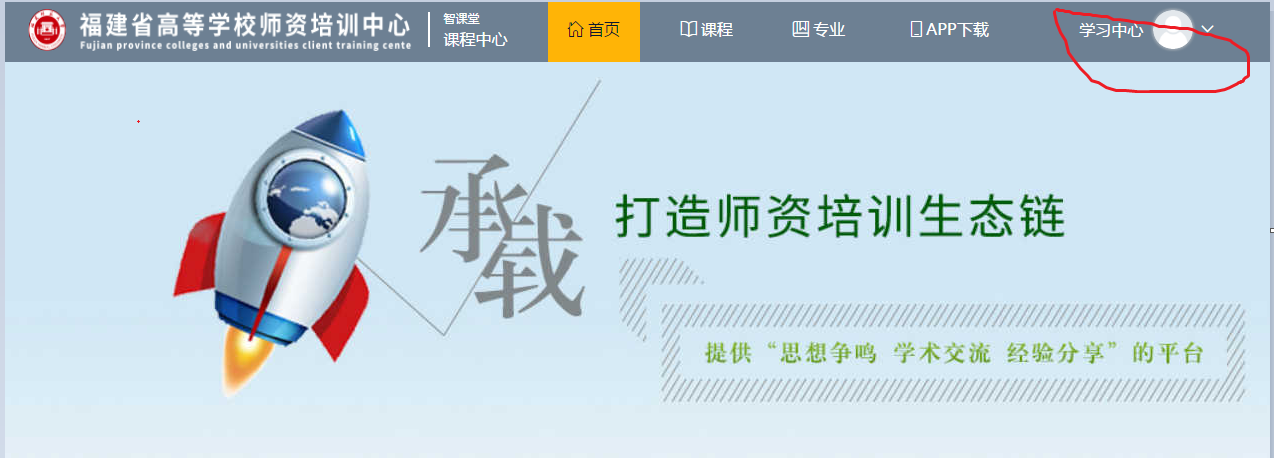 福建省高等学校师资培训中心
Fujian province colleges and universities client training cente
智课堂
课程中心
首页
课程
专业
APP下载
学习中心
承载
打造师资培训生态链
提供“思想争鸣 学术交流 经验分享”的平台